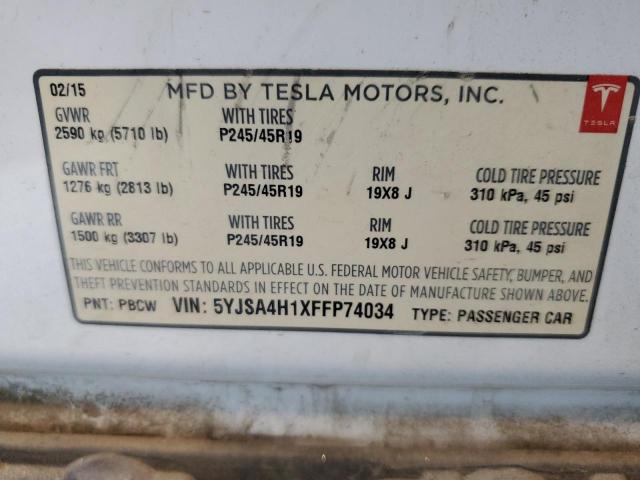 02/15 MFD BY TESLA MOTORS, INC.
TESLA
GVWR WITH TIRES
2590 kg (5710 lb) P245/45R19
GAWR FRT WITH TIRES RIM COLD TIRE PRESSURE
1276 kg (2813 lb) P245/45R19 19X8 J 310 kPa, 45 psi
GAWR RR WITH TIRES RIM COLD TIRE PRESSURE
1500 kg (3307 lb) P245/45R19 19X8 J 310 kPa, 45 psi
THIS VEHICLE CONFORMS TO ALL APPLICABLE U.S. FEDERAL MOTOR VEHICLE SAFETY, BUMPER, AND
THEFT PREVENTION STANDARDS IN EFFECT ON THE DATE OF MANUFACTURE SHOWN ABOVE.
PNT: PBCW VIN: 5YJSA4H1XFFP74034 TYPE: PASSENGER CAR